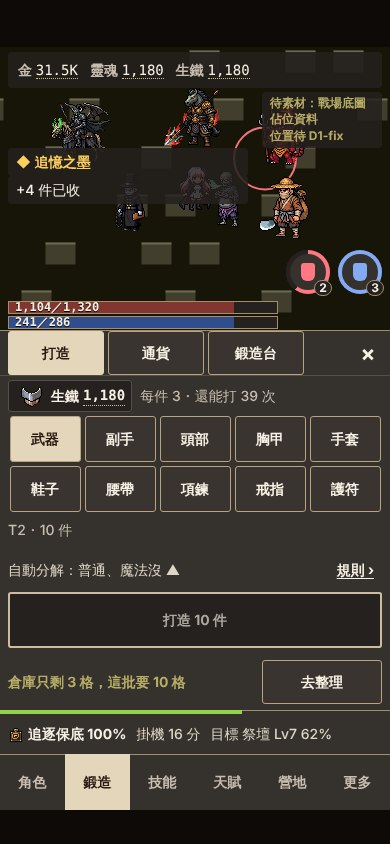 金 31.5K 靈魂 1,180 生鐵 1,180
待素材：戰場底圖
佔位資料
位置待 D1-fix
◆ 追憶之墨
+4 件已收
2
3
1,104/1,320
241/286
打造 通貨 鍛造台 ×
生鐵 1,180 每件 3・還能打 39 次
武器 副手 頭部 胸甲 手套
鞋子 腰帶 項鍊 戒指 護符
T2・10 件
自動分解：普通、魔法沒 ▲ 規則 ›
打造 10 件
倉庫只剩 3 格，這批要 10 格 去整理
追逐保底 100% 掛機 16 分 目標 祭壇 Lv7 62%
角色 鍛造 技能 天賦 營地 更多